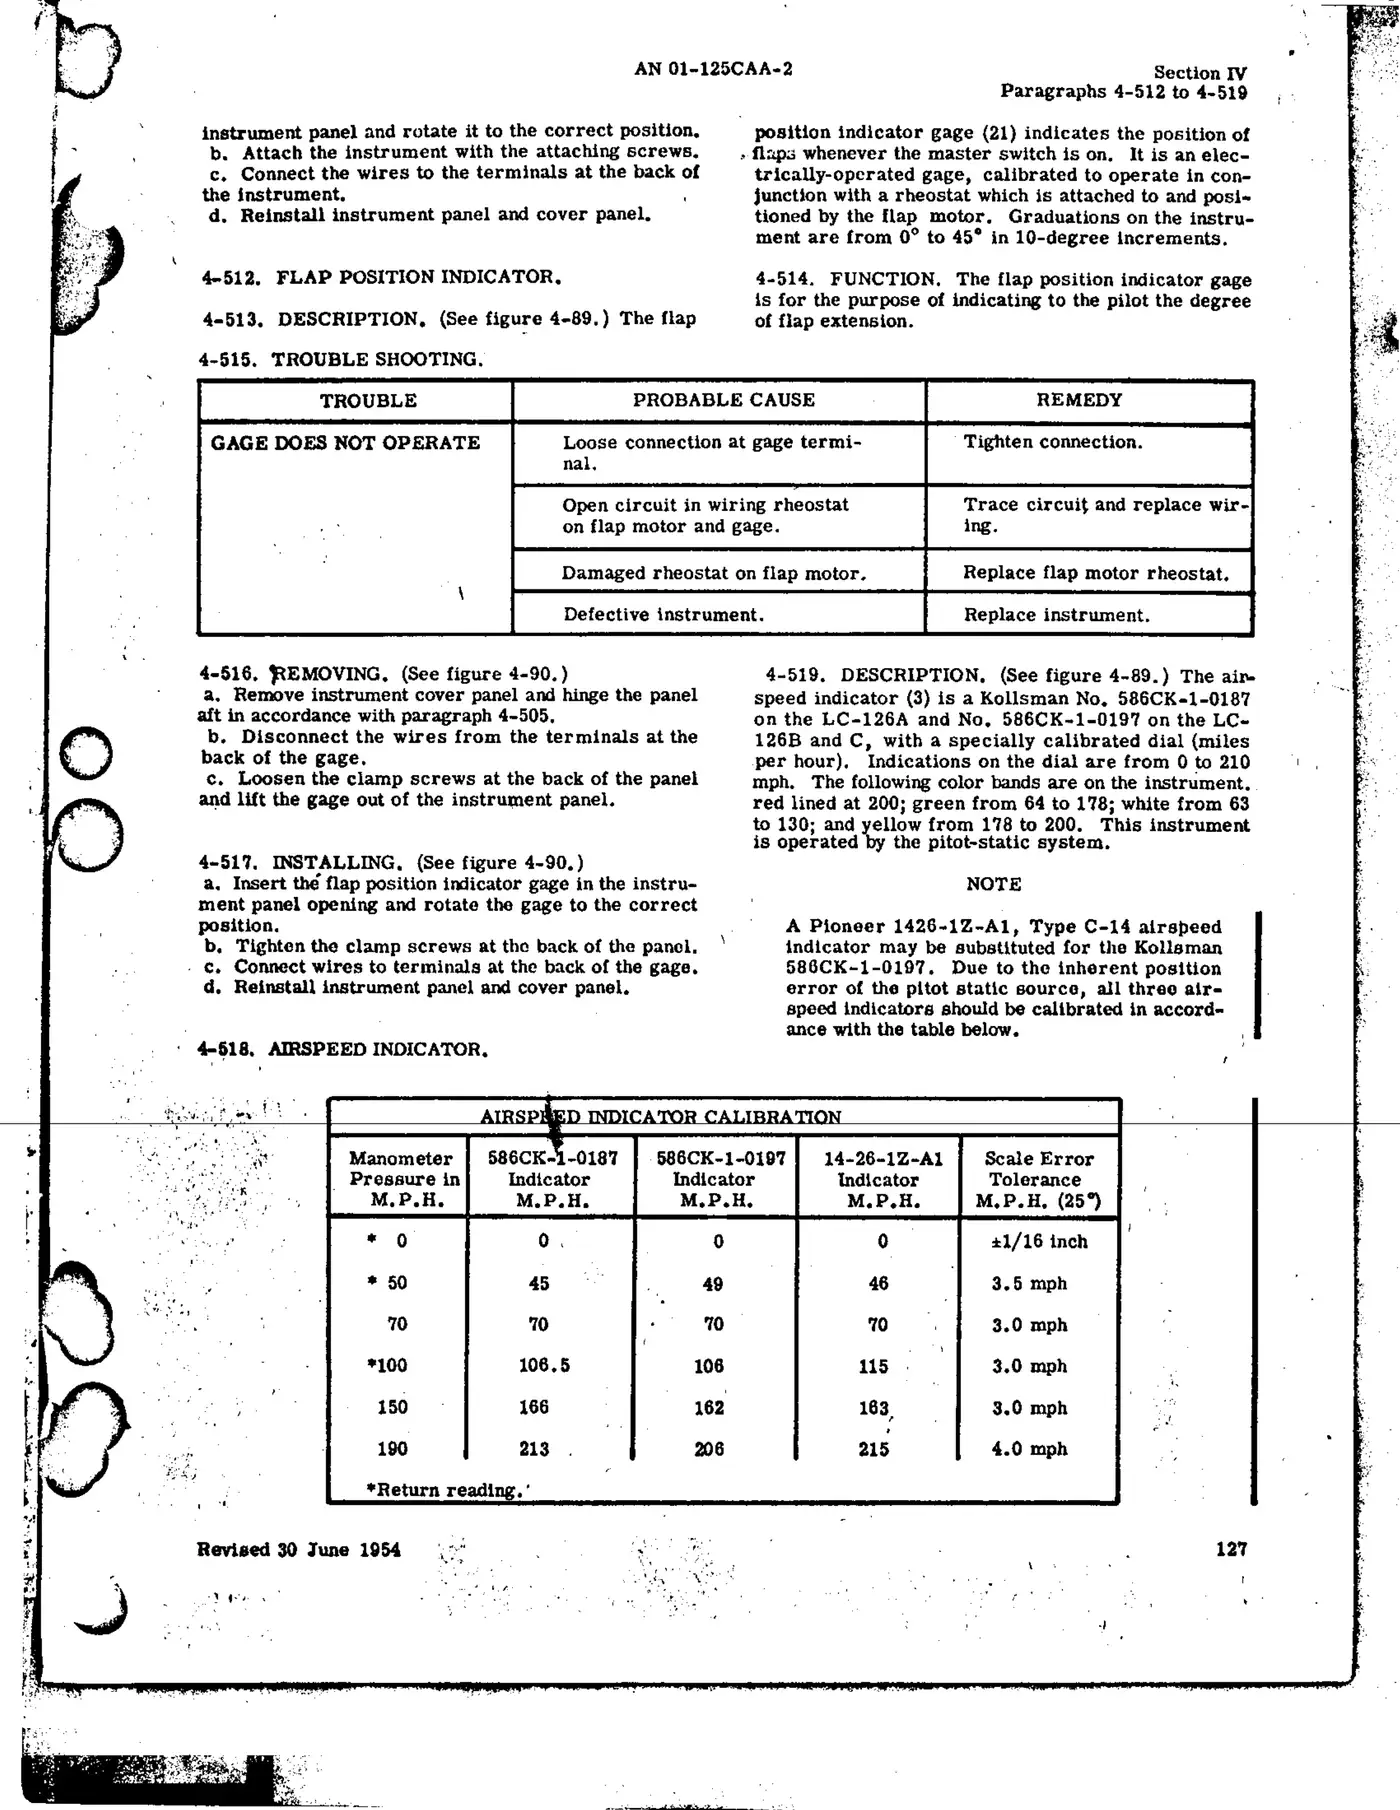 AN 01-125CAA-2
Section IV
Paragraphs 4-512 to 4-519
instrument panel and rotate it to the correct position.
b. Attach the instrument with the attaching screws.
c. Connect the wires to the terminals at the back of
the instrument.
d. Reinstall instrument panel and cover panel.
4-512. FLAP POSITION INDICATOR.
4-513. DESCRIPTION. (See figure 4-89.) The flap
position indicator gage (21) indicates the position of
flaps whenever the master switch is on. It is an elec-
trically-operated gage, calibrated to operate in con-
junction with a rheostat which is attached to and posi-
tioned by the flap motor. Graduations on the instru-
ment are from 0° to 45° in 10-degree increments.
4-514. FUNCTION. The flap position indicator gage
is for the purpose of indicating to the pilot the degree
of flap extension.
4-515. TROUBLE SHOOTING.
TROUBLE PROBABLE CAUSE REMEDY
GAGE DOES NOT OPERATE Loose connection at gage termi- Tighten connection.
nal.
Open circuit in wiring rheostat Trace circuit and replace wir-
on flap motor and gage. ing.
Damaged rheostat on flap motor. Replace flap motor rheostat.
Defective instrument. Replace instrument.
4-516. REMOVING. (See figure 4-90.)
a. Remove instrument cover panel and hinge the panel
aft in accordance with paragraph 4-505.
b. Disconnect the wires from the terminals at the
back of the gage.
c. Loosen the clamp screws at the back of the panel
and lift the gage out of the instrument panel.
4-517. INSTALLING. (See figure 4-90.)
a. Insert the flap position indicator gage in the instru-
ment panel opening and rotate the gage to the correct
position.
b. Tighten the clamp screws at the back of the panel.
c. Connect wires to terminals at the back of the gage.
d. Reinstall instrument panel and cover panel.
4-518. AIRSPEED INDICATOR.
4-519. DESCRIPTION. (See figure 4-89.) The air-
speed indicator (3) is a Kollsman No. 586CK-1-0187
on the LC-126A and No. 586CK-1-0197 on the LC-
126B and C, with a specially calibrated dial (miles
per hour). Indications on the dial are from 0 to 210
mph. The following color bands are on the instrument.
red lined at 200; green from 64 to 178; white from 63
to 130; and yellow from 178 to 200. This instrument
is operated by the pitot-static system.
NOTE
A Pioneer 1426-1Z-A1, Type C-14 airspeed
indicator may be substituted for the Kollsman
586CK-1-0197. Due to the inherent position
error of the pitot static source, all three air-
speed indicators should be calibrated in accord-
ance with the table below.
AIRSPEED INDICATOR CALIBRATION
Manometer 586CK-1-0187 586CK-1-0197 14-26-1Z-A1 Scale Error
Pressure in Indicator Indicator Indicator Tolerance
M.P.H. M.P.H. M.P.H. M.P.H. M.P.H. (25°)
* 0 0 0 0 ±1/16 inch
* 50 45 49 46 3.5 mph
70 70 70 70 3.0 mph
*100 106.5 106 115 3.0 mph
150 166 162 163 3.0 mph
190 213 206 215 4.0 mph
*Return reading.
Revised 30 June 1954
127